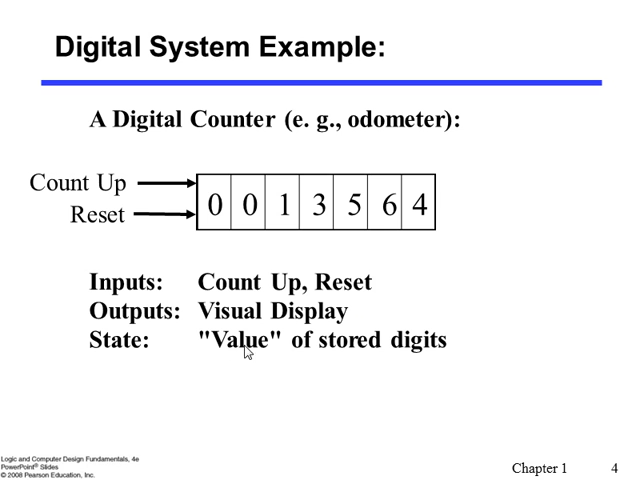 Digital System Example:
A Digital Counter (e. g., odometer):
Count Up
Reset
0 0 1 3 5 6 4
Inputs: Count Up, Reset
Outputs: Visual Display
State: "Value" of stored digits
Logic and Computer Design Fundamentals, 4e
PowerPoint® Slides
© 2008 Pearson Education, Inc.
Chapter 1 4